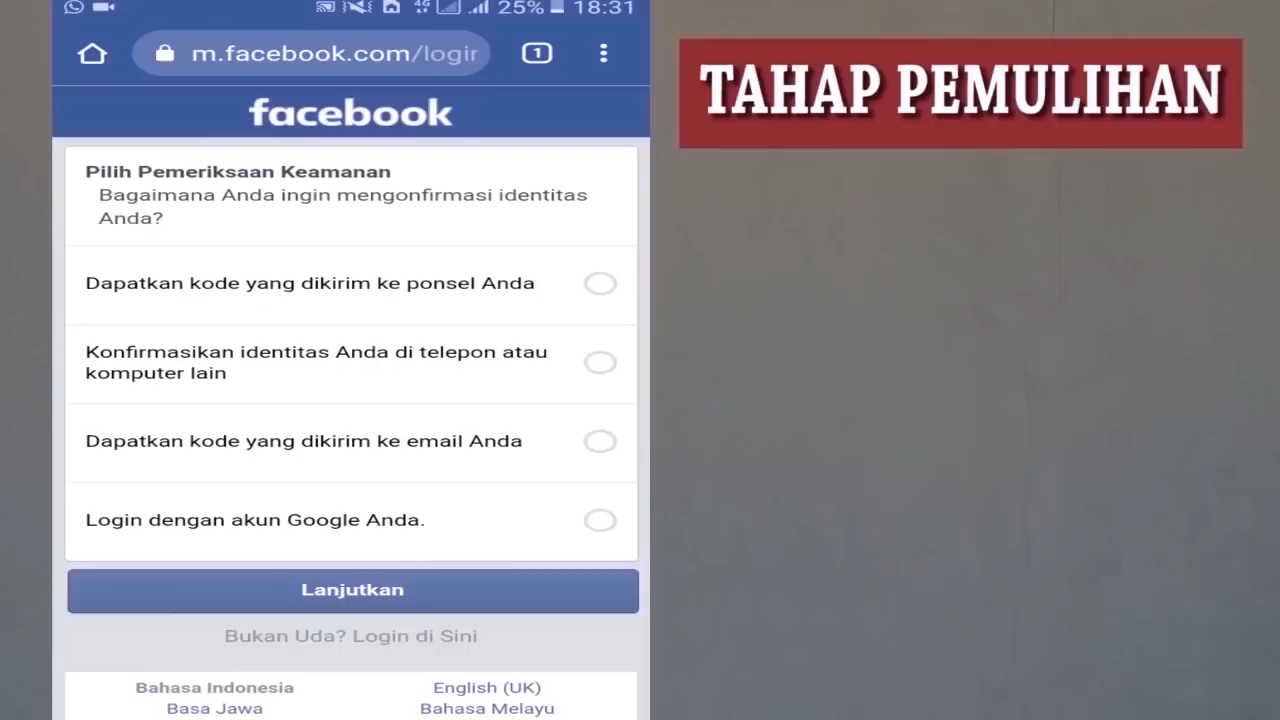 4G 25% 18:31
m.facebook.com/login
1
facebook
TAHAP PEMULIHAN
Pilih Pemeriksaan Keamanan
Bagaimana Anda ingin mengonfirmasi identitas
Anda?
Dapatkan kode yang dikirim ke ponsel Anda
Konfirmasikan identitas Anda di telepon atau
komputer lain
Dapatkan kode yang dikirim ke email Anda
Login dengan akun Google Anda.
Lanjutkan
Bukan Uda? Login di Sini
Bahasa Indonesia English (UK)
Basa Jawa Bahasa Melayu